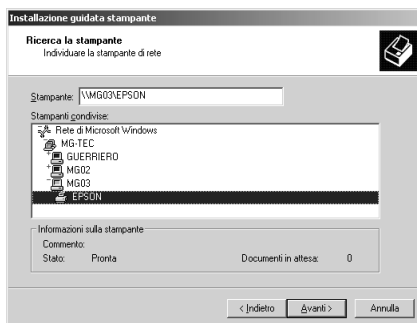 Installazione guidata stampante
Ricerca la stampante
Individuare la stampante di rete
Stampante: \\MG03\EPSON
Stampanti condivise:
Rete di Microsoft Windows
MG-TEC
GUERRIERO
MG02
MG03
EPSON
Informazioni sulla stampante
Commento:
Stato: Pronta Documenti in attesa: 0
< Indietro Avanti > Annulla